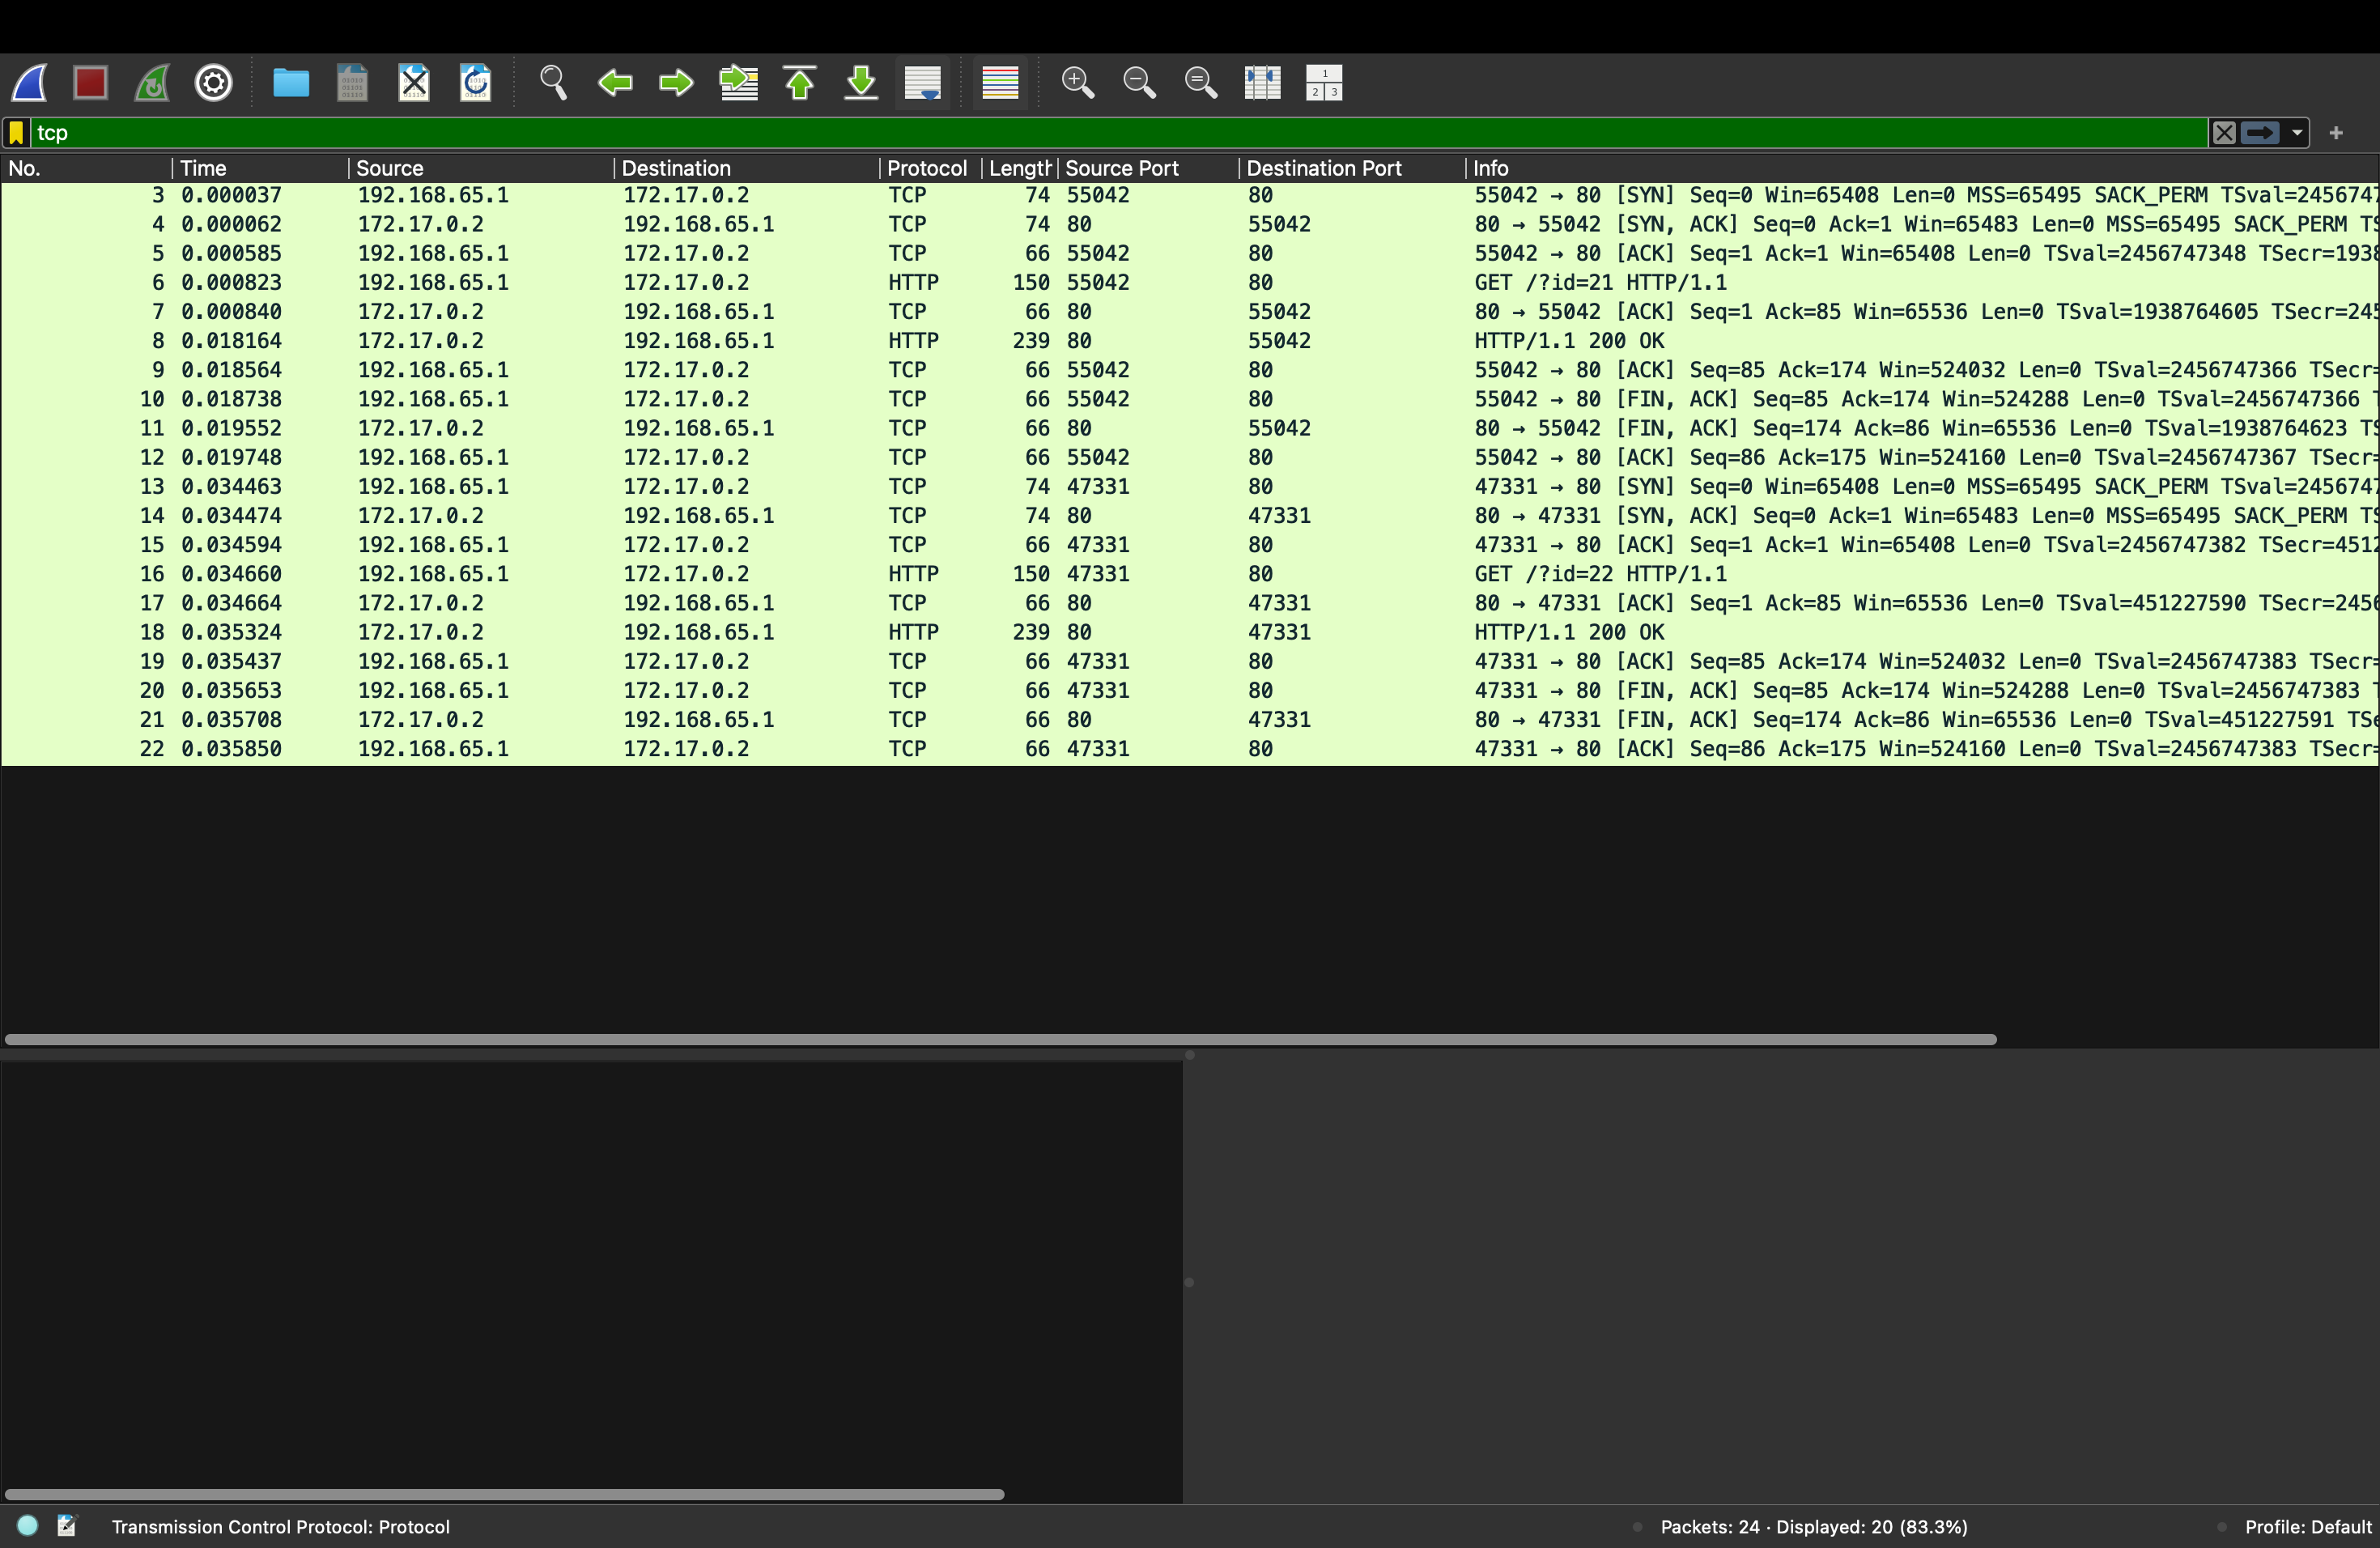 tcp
No. Time Source Destination Protocol Length Source Port Destination Port Info
3 0.000037 192.168.65.1 172.17.0.2 TCP 74 55042 80 55042 → 80 [SYN] Seq=0 Win=65408 Len=0 MSS=65495 SACK_PERM TSval=2456747
4 0.000062 172.17.0.2 192.168.65.1 TCP 74 80 55042 80 → 55042 [SYN, ACK] Seq=0 Ack=1 Win=65483 Len=0 MSS=65495 SACK_PERM TS
5 0.000585 192.168.65.1 172.17.0.2 TCP 66 55042 80 55042 → 80 [ACK] Seq=1 Ack=1 Win=65408 Len=0 TSval=2456747348 TSecr=1938
6 0.000823 192.168.65.1 172.17.0.2 HTTP 150 55042 80 GET /?id=21 HTTP/1.1
7 0.000840 172.17.0.2 192.168.65.1 TCP 66 80 55042 80 → 55042 [ACK] Seq=1 Ack=85 Win=65536 Len=0 TSval=1938764605 TSecr=245
8 0.018164 172.17.0.2 192.168.65.1 HTTP 239 80 55042 HTTP/1.1 200 OK
9 0.018564 192.168.65.1 172.17.0.2 TCP 66 55042 80 55042 → 80 [ACK] Seq=85 Ack=174 Win=524032 Len=0 TSval=2456747366 TSecr=
10 0.018738 192.168.65.1 172.17.0.2 TCP 66 55042 80 55042 → 80 [FIN, ACK] Seq=85 Ack=174 Win=524288 Len=0 TSval=2456747366 T
11 0.019552 172.17.0.2 192.168.65.1 TCP 66 80 55042 80 → 55042 [FIN, ACK] Seq=174 Ack=86 Win=65536 Len=0 TSval=1938764623 TS
12 0.019748 192.168.65.1 172.17.0.2 TCP 66 55042 80 55042 → 80 [ACK] Seq=86 Ack=175 Win=524160 Len=0 TSval=2456747367 TSecr=
13 0.034463 192.168.65.1 172.17.0.2 TCP 74 47331 80 47331 → 80 [SYN] Seq=0 Win=65408 Len=0 MSS=65495 SACK_PERM TSval=2456747
14 0.034474 172.17.0.2 192.168.65.1 TCP 74 80 47331 80 → 47331 [SYN, ACK] Seq=0 Ack=1 Win=65483 Len=0 MSS=65495 SACK_PERM TS
15 0.034594 192.168.65.1 172.17.0.2 TCP 66 47331 80 47331 → 80 [ACK] Seq=1 Ack=1 Win=65408 Len=0 TSval=2456747382 TSecr=4512
16 0.034660 192.168.65.1 172.17.0.2 HTTP 150 47331 80 GET /?id=22 HTTP/1.1
17 0.034664 172.17.0.2 192.168.65.1 TCP 66 80 47331 80 → 47331 [ACK] Seq=1 Ack=85 Win=65536 Len=0 TSval=451227590 TSecr=2456
18 0.035324 172.17.0.2 192.168.65.1 HTTP 239 80 47331 HTTP/1.1 200 OK
19 0.035437 192.168.65.1 172.17.0.2 TCP 66 47331 80 47331 → 80 [ACK] Seq=85 Ack=174 Win=524032 Len=0 TSval=2456747383 TSecr=
20 0.035653 192.168.65.1 172.17.0.2 TCP 66 47331 80 47331 → 80 [FIN, ACK] Seq=85 Ack=174 Win=524288 Len=0 TSval=2456747383 T
21 0.035708 172.17.0.2 192.168.65.1 TCP 66 80 47331 80 → 47331 [FIN, ACK] Seq=174 Ack=86 Win=65536 Len=0 TSval=451227591 TSe
22 0.035850 192.168.65.1 172.17.0.2 TCP 66 47331 80 47331 → 80 [ACK] Seq=86 Ack=175 Win=524160 Len=0 TSval=2456747383 TSecr=
Transmission Control Protocol: Protocol Packets: 24 · Displayed: 20 (83.3%) Profile: Default